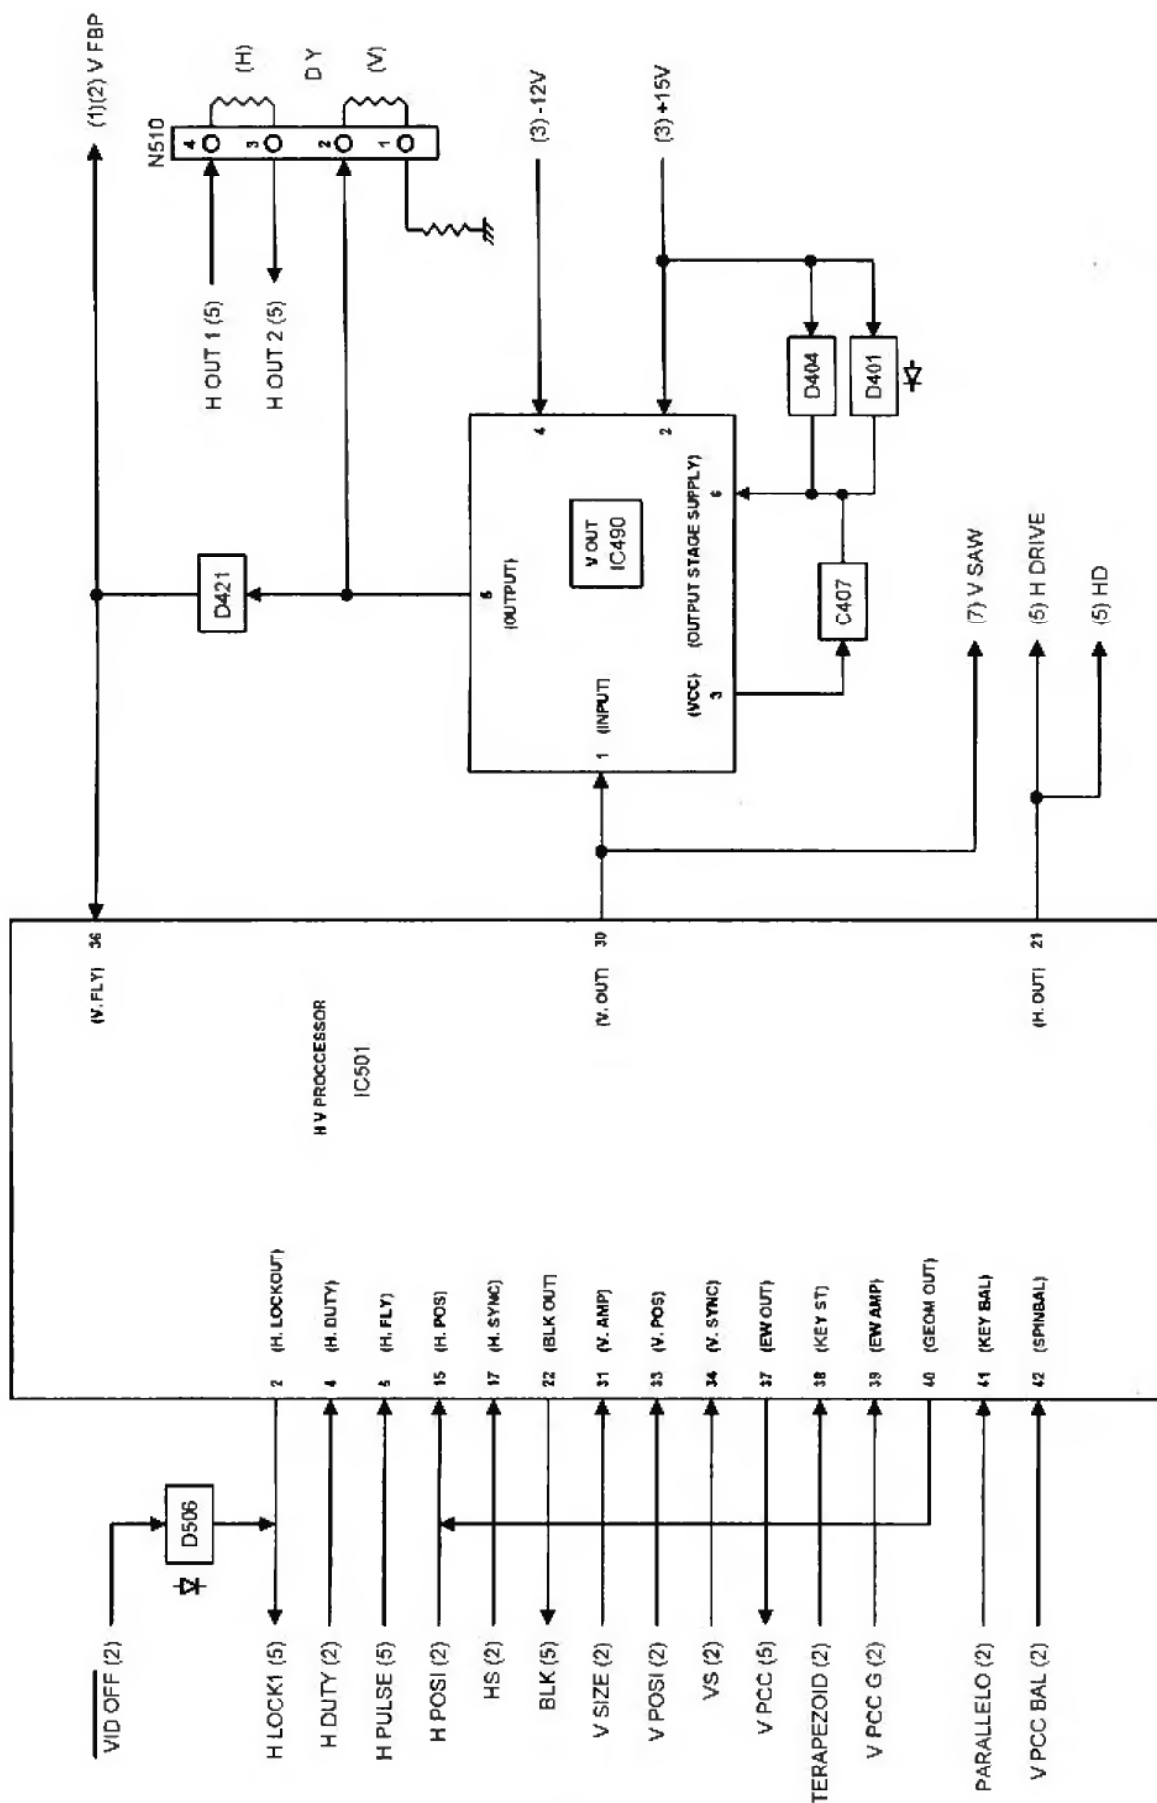 VID OFF
D506
H LOCK1 (5)
2
(H. LOCKOUT)
H DUTY (2)
4
(H. DUTY)
H PULSE (5)
5
(H. FLY)
H POSI (2)
15
(H. POS)
HS (2)
17
(H. SYNC)
BLK (5)
22
(BLK OUT)
V SIZE (2)
31
(V. AMP)
V POSI (2)
33
(V. POS)
VS (2)
34
(V. SYNC)
V PCC (5)
37
(EW OUT)
TERAPEZOID (2)
38
(KEY ST)
V PCC G (2)
39
(EW AMP)
40
(GEOM OUT)
PARALLELO (2)
41
(KEY BAL)
V PCC BAL (2)
42
(SPINBAL)
H V PROCCESSOR
IC501
(V. FLY)
36
(V. OUT)
30
(H. OUT)
21
(1)(2) V FBP
D421
H OUT 1 (5)
H OUT 2 (5)
N510
4
3
2
1
(H)
D Y
(V)
5
(OUTPUT)
V OUT
IC490
1
(INPUT)
(VCC)
3
(OUTPUT STAGE SUPPLY)
6
4
2
(3) -12V
(3) +15V
D404
D401
C407
(7) V SAW
(5) H DRIVE
(5) HD